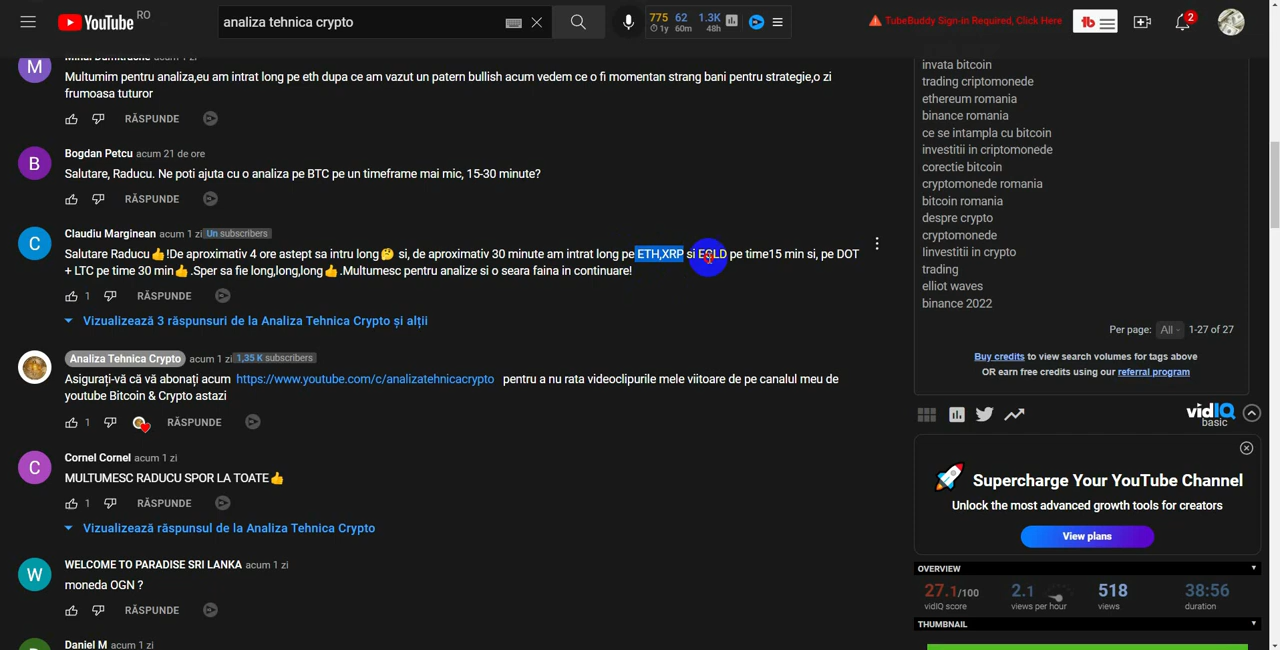 YouTube RO
analiza tehnica crypto
775 62 1.3K
1y 60m 48h
TubeBuddy Sign-in Required, Click Here
tb
2
M
Multumim pentru analiza,eu am intrat long pe eth dupa ce am vazut un patern bullish acum vedem ce o fi momentan strang bani pentru strategie,o zi
frumoasa tuturor
RĂSPUNDE
B
Bogdan Petcu acum 21 de ore
Salutare, Raducu. Ne poti ajuta cu o analiza pe BTC pe un timeframe mai mic, 15-30 minute?
RĂSPUNDE
C
Claudiu Marginean acum 1 zi Un subscribers
Salutare Raducu👍!De aproximativ 4 ore astept sa intru long🤔 si, de aproximativ 30 minute am intrat long pe ETH,XRP si EGLD pe time15 min si, pe DOT
+ LTC pe time 30 min👍.Sper sa fie long,long,long👍.Multumesc pentru analize si o seara faina in continuare!
1 RĂSPUNDE
Vizualizează 3 răspunsuri de la Analiza Tehnica Crypto și alții
Analiza Tehnica Crypto acum 1 zi 1,35 K subscribers
Asigurați-vă că vă abonați acum https://www.youtube.com/c/analizatehnicacrypto pentru a nu rata videoclipurile mele viitoare de pe canalul meu de
youtube Bitcoin & Crypto astazi
1 RĂSPUNDE
C
Cornel Cornel acum 1 zi
MULTUMESC RADUCU SPOR LA TOATE👍
1 RĂSPUNDE
Vizualizează răspunsul de la Analiza Tehnica Crypto
W
WELCOME TO PARADISE SRI LANKA acum 1 zi
moneda OGN ?
RĂSPUNDE
Daniel M acum 1 zi
invata bitcoin
trading criptomonede
ethereum romania
binance romania
ce se intampla cu bitcoin
investitii in criptomonede
corectie bitcoin
cryptomonede romania
bitcoin romania
despre crypto
cryptomonede
Iinvestitii in crypto
trading
elliot waves
binance 2022
Per page: All 1-27 of 27
Buy credits to view search volumes for tags above
OR earn free credits using our referral program
vidIQ
basic
Supercharge Your YouTube Channel
Unlock the most advanced growth tools for creators
View plans
OVERVIEW
27.1/100 2.1 518 38:56
vidIQ score views per hour views duration
THUMBNAIL